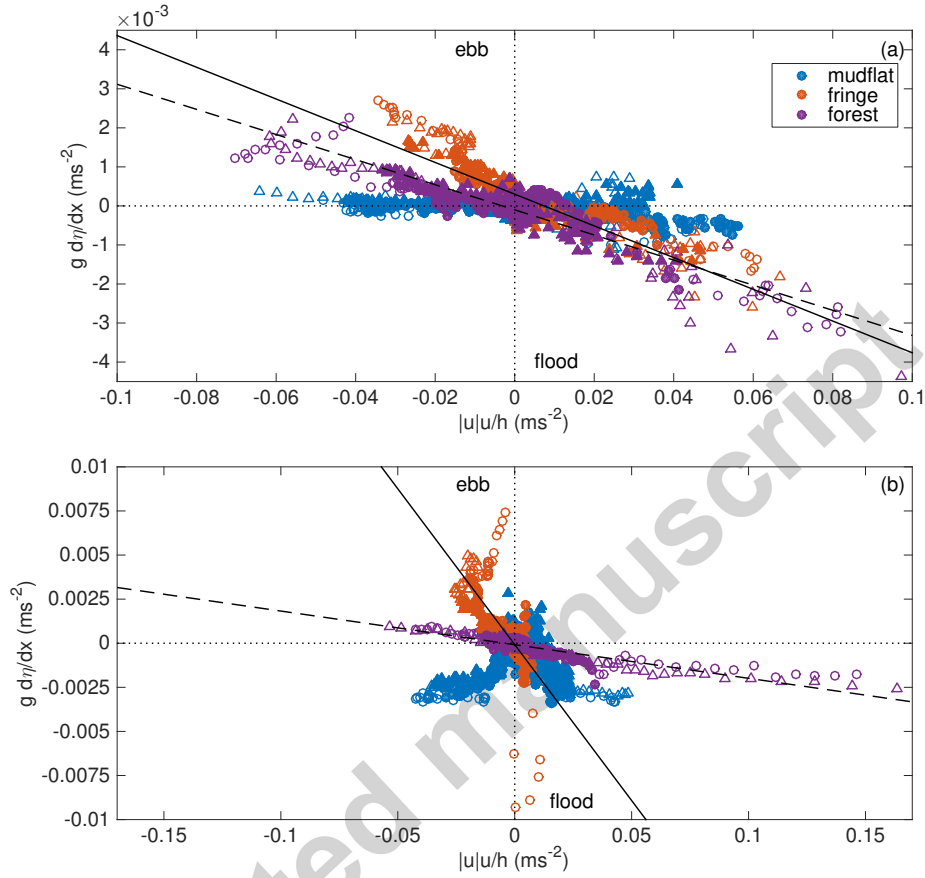 ×10⁻³
ebb
(a)
mudflat
fringe
forest
4
3
2
1
0
-1
-2
-3
-4
g dη/dx (ms⁻²)
flood
-0.1
-0.08
-0.06
-0.04
-0.02
0
0.02
0.04
0.06
0.08
0.1
|u|u/h (ms⁻²)
ebb
(b)
0.01
0.0075
0.005
0.0025
0
-0.0025
-0.005
-0.0075
-0.01
g dη/dx (ms⁻²)
flood
-0.15
-0.1
-0.05
0
0.05
0.1
0.15
|u|u/h (ms⁻²)
ted manuscript